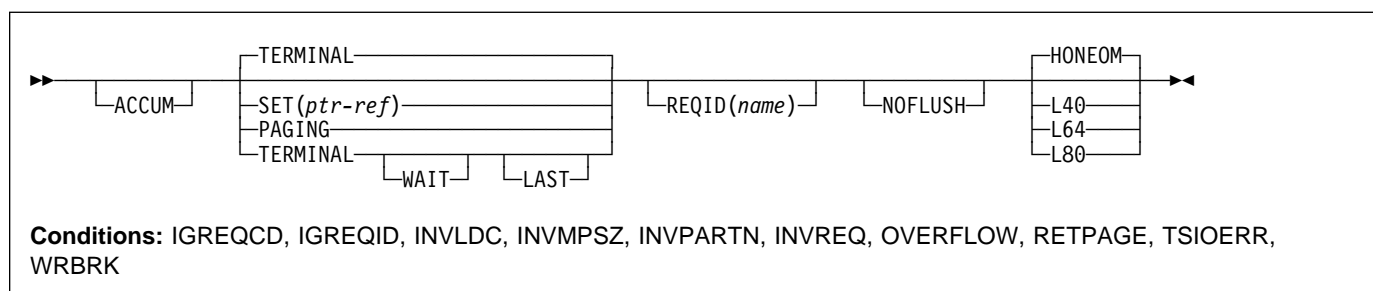 TERMINAL HONEOM
ACCUM SET(ptr-ref) REQID(name) NOFLUSH L40
PAGING L64
TERMINAL L80
WAIT LAST
Conditions: IGREQCD, IGREQID, INVLDC, INVMPSZ, INVPARTN, INVREQ, OVERFLOW, RETPAGE, TSIOERR,
WRBRK